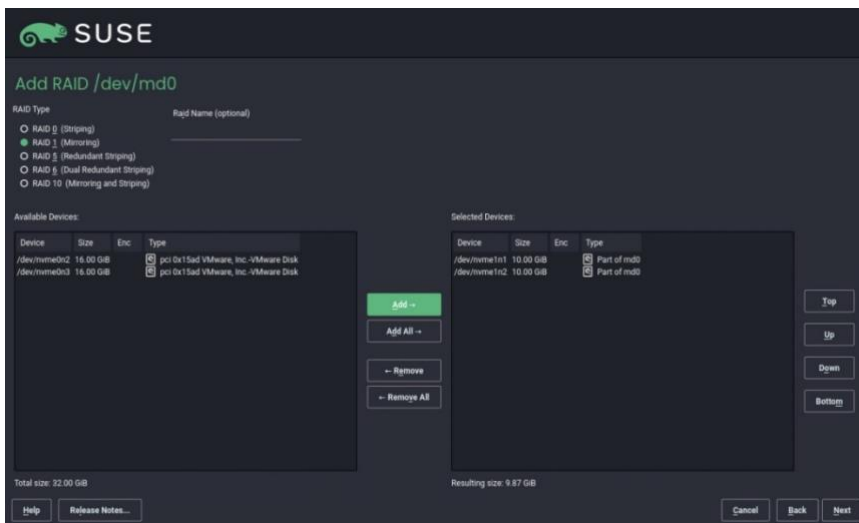 SUSE
Add RAID /dev/md0
RAID Type
Raid Name (optional)
RAID 0 (Striping)
RAID 1 (Mirroring)
RAID 5 (Redundant Striping)
RAID 6 (Dual Redundant Striping)
RAID 10 (Mirroring and Striping)
Available Devices:
Device Size Enc Type
/dev/nvme0n2 16.00 GiB pci 0x15ad VMware, Inc.-VMware Disk
/dev/nvme0n3 16.00 GiB pci 0x15ad VMware, Inc.-VMware Disk
Total size: 32.00 GiB
Add →
Add All →
← Remove
← Remove All
Selected Devices:
Device Size Enc Type
/dev/nvme1n1 10.00 GiB Part of md0
/dev/nvme1n2 10.00 GiB Part of md0
Resulting size: 9.87 GiB
Top
Up
Down
Bottom
Help Release Notes... Cancel Back Next